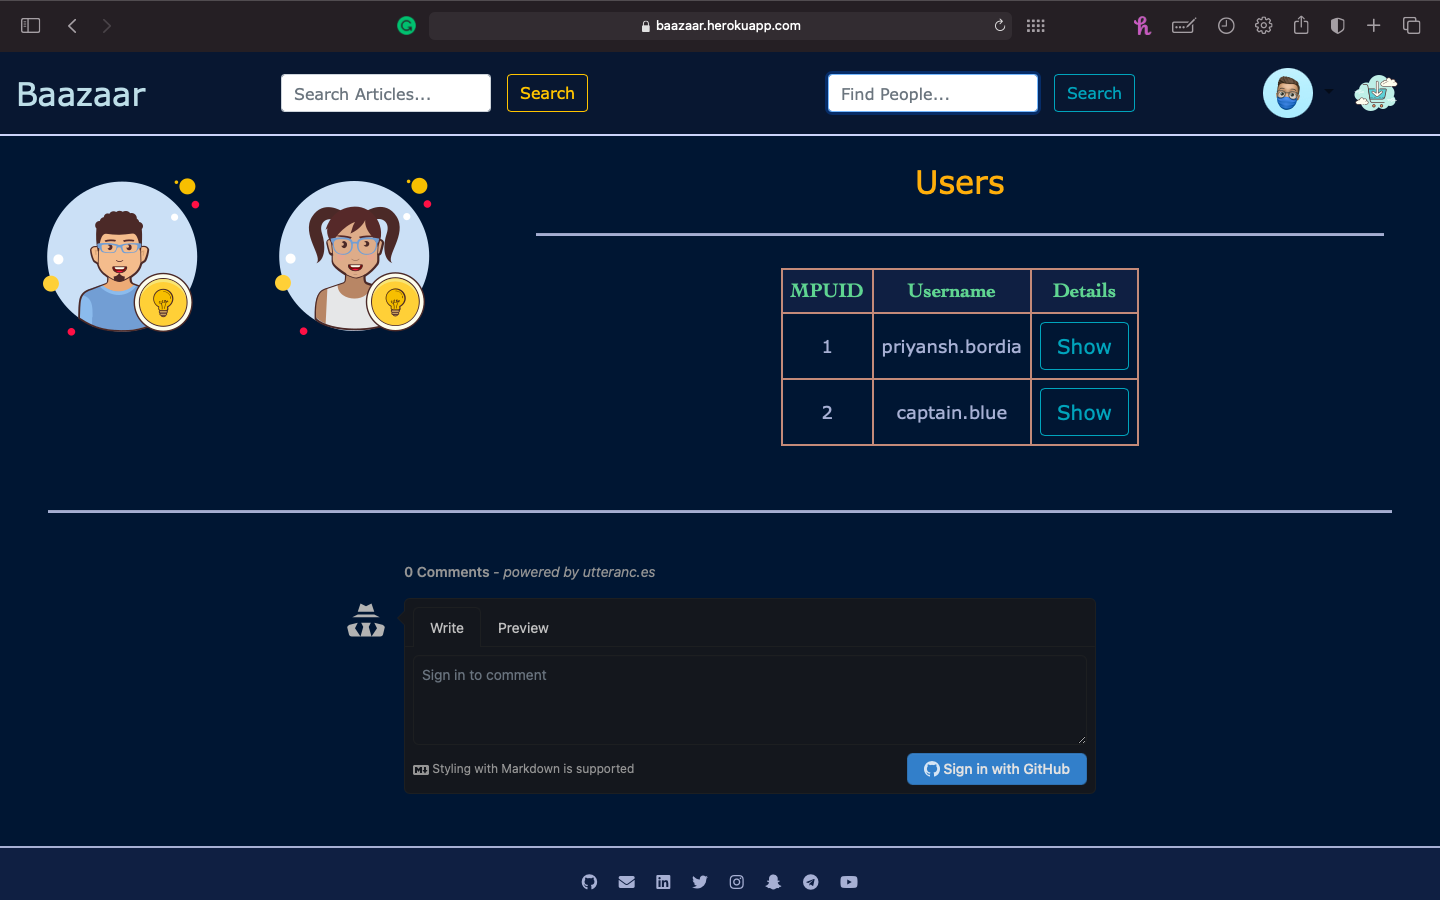 baazaar.herokuapp.com
Baazaar
Search Articles...
Search
Find People...
Search
Users
MPUID Username Details
1 priyansh.bordia Show
2 captain.blue Show
0 Comments - powered by utteranc.es
Write Preview
Sign in to comment
Styling with Markdown is supported
Sign in with GitHub